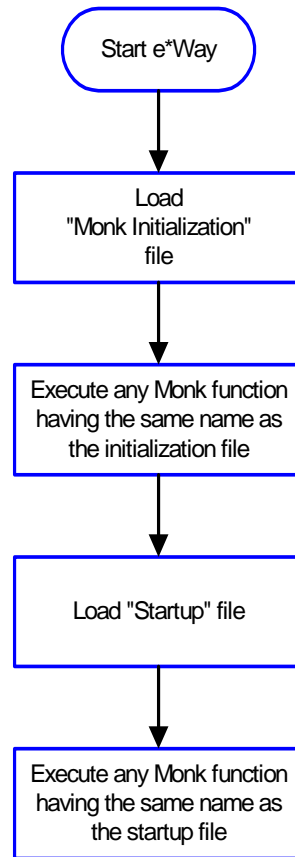 Start e*Way
Load
"Monk Initialization"
file
Execute any Monk function
having the same name as
the initialization file
Load "Startup" file
Execute any Monk function
having the same name as
the startup file